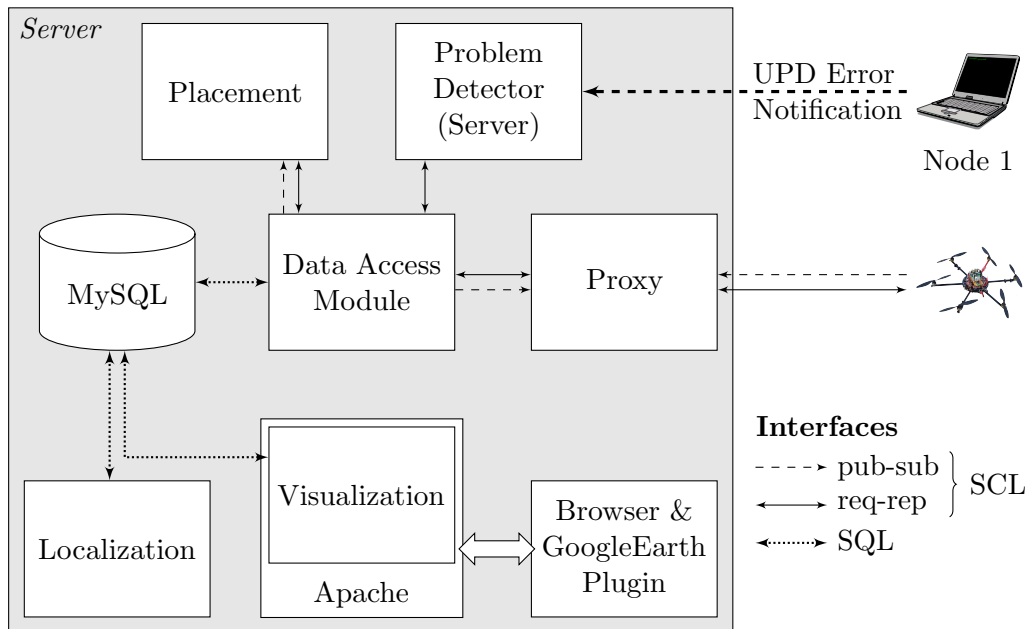 Server
Placement
Problem
Detector
(Server)
UPD Error
Notification
Node 1
MySQL
Data Access
Module
Proxy
Interfaces
pub-sub
req-rep
SCL
SQL
Localization
Visualization
Apache
Browser &
GoogleEarth
Plugin